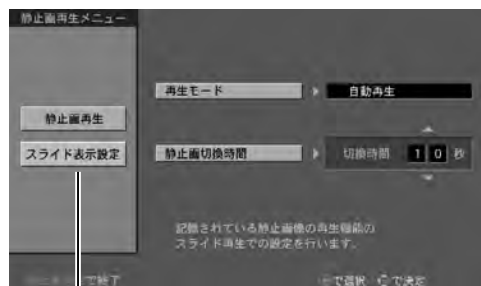 静止画再生メニュー
再生モード
自動再生
静止画再生
スライド表示設定
静止画切換時間
切換時間 10 秒
記録されている静止画像の再生機能の
スライド再生での設定を行います。
で終了
で選択
で決定